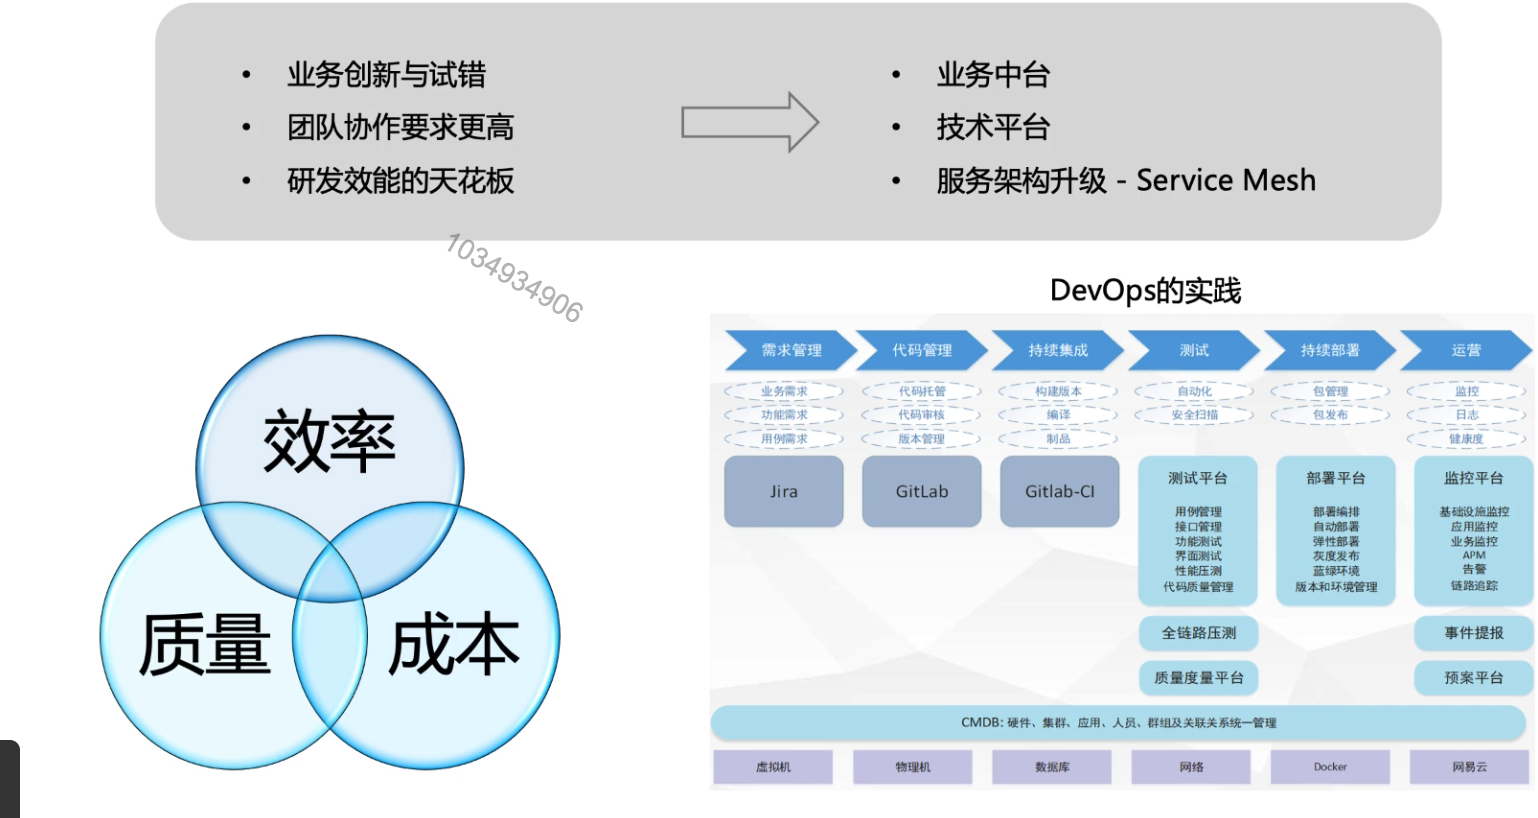 • 业务创新与试错
• 团队协作要求更高
• 研发效能的天花板
• 业务中台
• 技术平台
• 服务架构升级 - Service Mesh
1034934906
效率
质量
成本
DevOps的实践
需求管理
代码管理
持续集成
测试
持续部署
运营
业务需求
功能需求
用例需求
代码托管
代码审核
版本管理
构建版本
编译
制品
自动化
安全扫描
包管理
包发布
监控
日志
健康度
Jira
GitLab
Gitlab-CI
测试平台
用例管理
接口管理
功能测试
界面测试
性能压测
代码质量管理
全链路压测
质量度量平台
部署平台
部署编排
自动部署
弹性部署
灰度发布
蓝绿环境
版本和环境管理
监控平台
基础设施监控
应用监控
业务监控
APM
告警
链路追踪
事件提报
预案平台
CMDB: 硬件、集群、应用、人员、群组及关联关系统一管理
虚拟机
物理机
数据库
网络
Docker
网易云